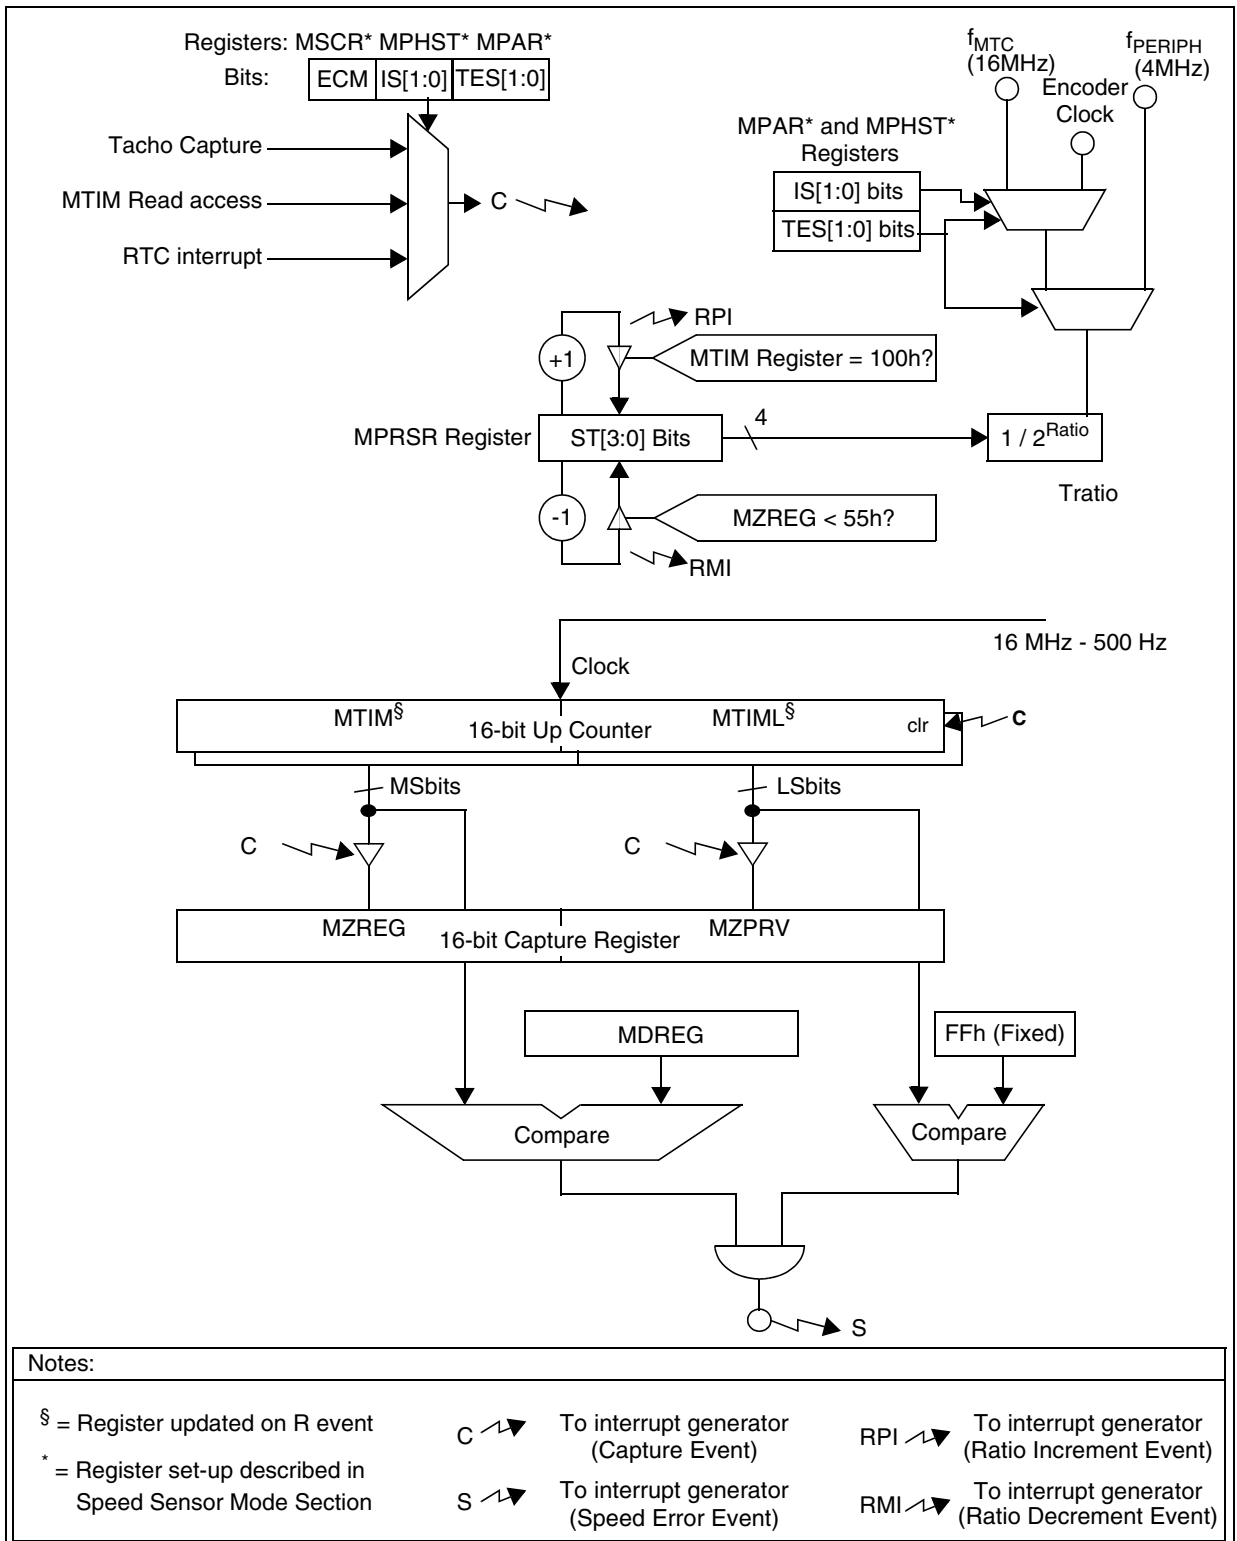 Registers: MSCR* MPHST* MPAR*
Bits: ECM IS[1:0] TES[1:0]
Tacho Capture
MTIM Read access
RTC interrupt
C
fMTC
(16MHz)
fPERIPH
(4MHz)
Encoder
Clock
MPAR* and MPHST*
Registers
IS[1:0] bits
TES[1:0] bits
RPI
+1
MTIM Register = 100h?
MPRSR Register
ST[3:0] Bits
4
1 / 2^Ratio
Tratio
-1
MZREG < 55h?
RMI
16 MHz - 500 Hz
Clock
MTIM§
16-bit Up Counter
MTIML§
clr
C
MSbits
LSbits
C
C
MZREG
16-bit Capture Register
MZPRV
MDREG
FFh (Fixed)
Compare
Compare
S
Notes:
§ = Register updated on R event
* = Register set-up described in
Speed Sensor Mode Section
C
To interrupt generator
(Capture Event)
S
To interrupt generator
(Speed Error Event)
RPI
To interrupt generator
(Ratio Increment Event)
RMI
To interrupt generator
(Ratio Decrement Event)